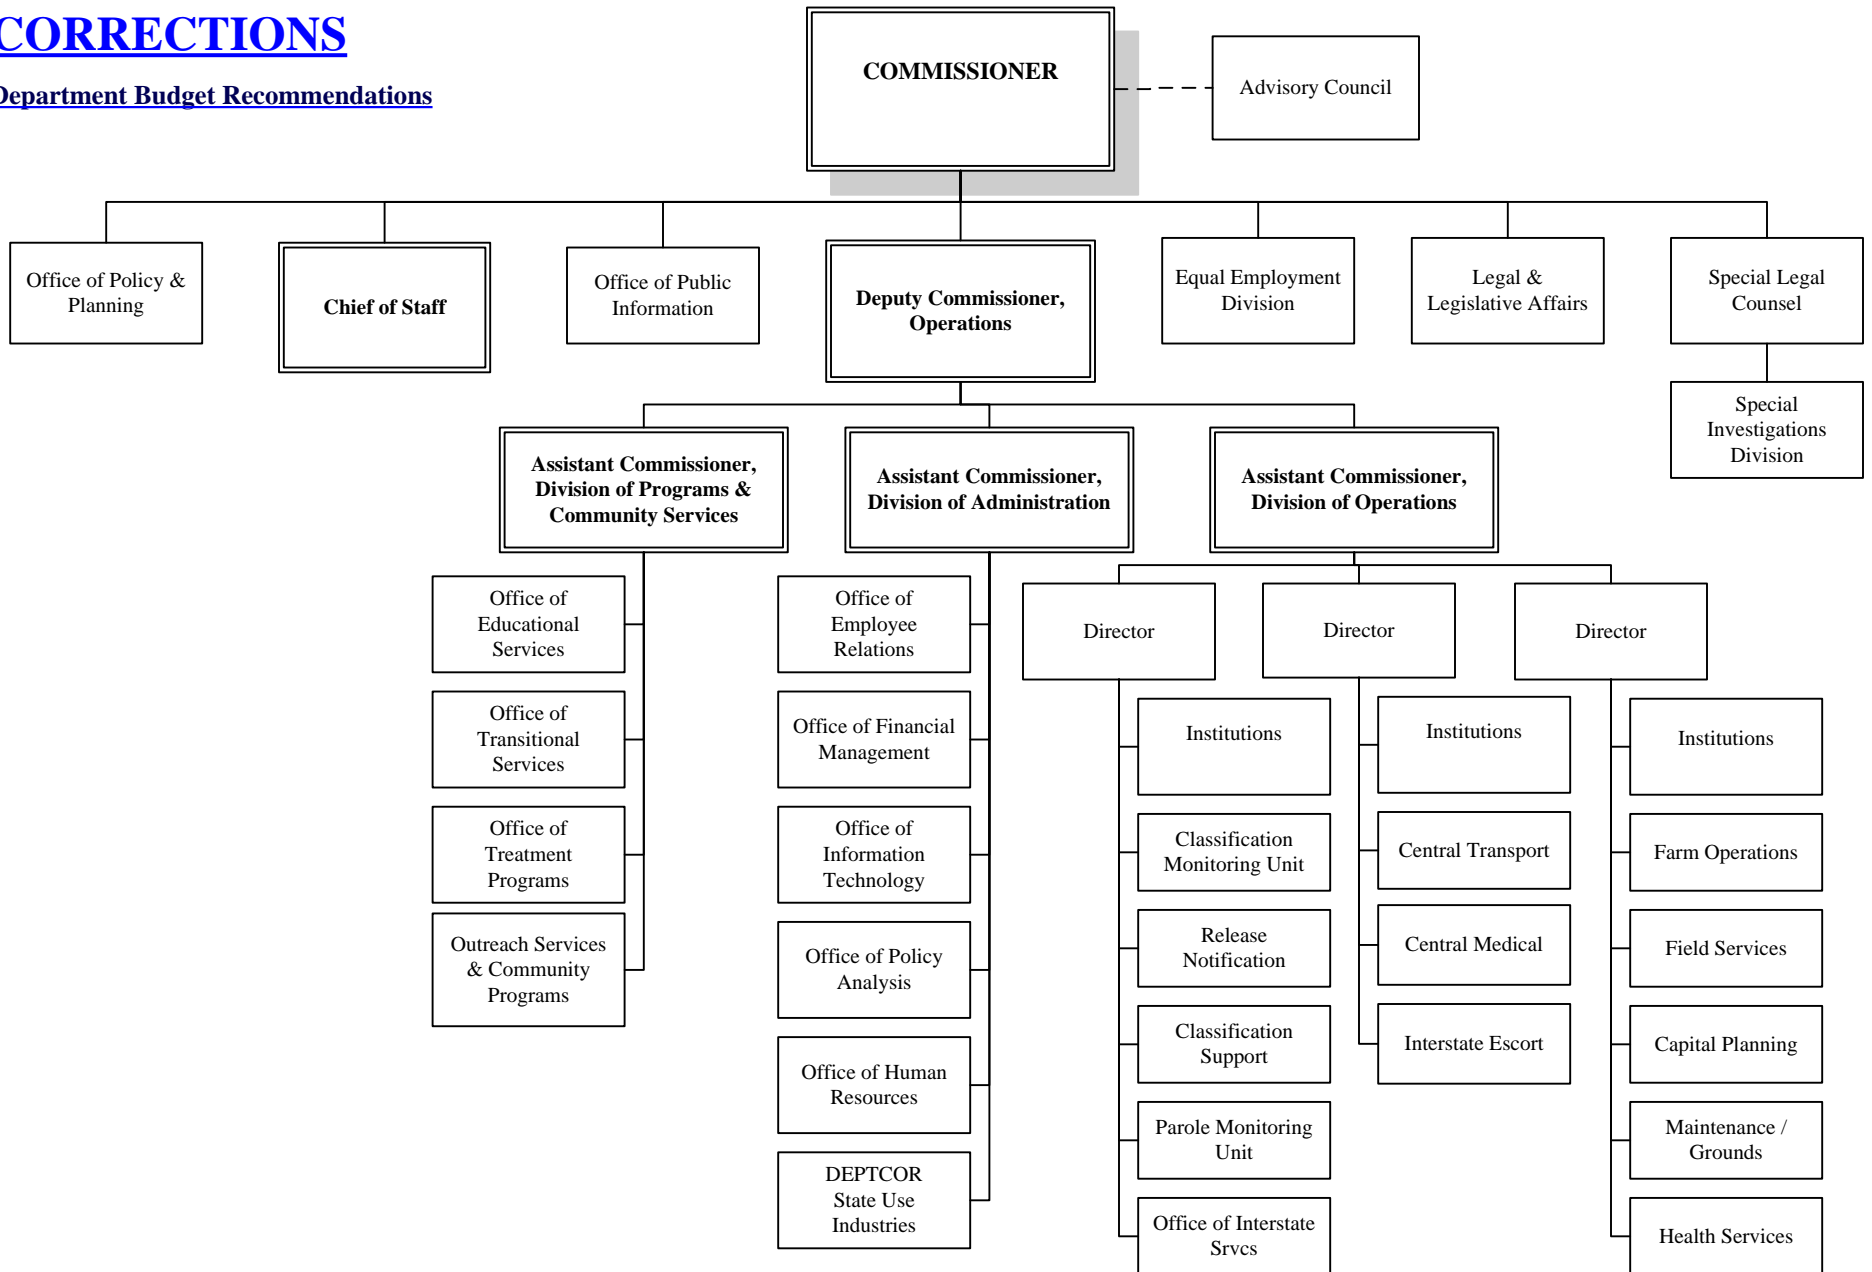 CORRECTIONS
Department Budget Recommendations
COMMISSIONER
Advisory Council
Office of Policy &
Planning
Chief of Staff
Office of Public
Information
Deputy Commissioner,
Operations
Equal Employment
Division
Legal &
Legislative Affairs
Special Legal
Counsel
Special
Investigations
Division
Assistant Commissioner,
Division of Programs &
Community Services
Assistant Commissioner,
Division of Administration
Assistant Commissioner,
Division of Operations
Office of
Educational
Services
Office of
Transitional
Services
Office of
Treatment
Programs
Outreach Services
& Community
Programs
Office of
Employee
Relations
Office of Financial
Management
Office of
Information
Technology
Office of Policy
Analysis
Office of Human
Resources
DEPTCOR
State Use
Industries
Director
Institutions
Classification
Monitoring Unit
Release
Notification
Classification
Support
Parole Monitoring
Unit
Office of Interstate
Srvcs
Director
Institutions
Central Transport
Central Medical
Interstate Escort
Director
Institutions
Farm Operations
Field Services
Capital Planning
Maintenance /
Grounds
Health Services